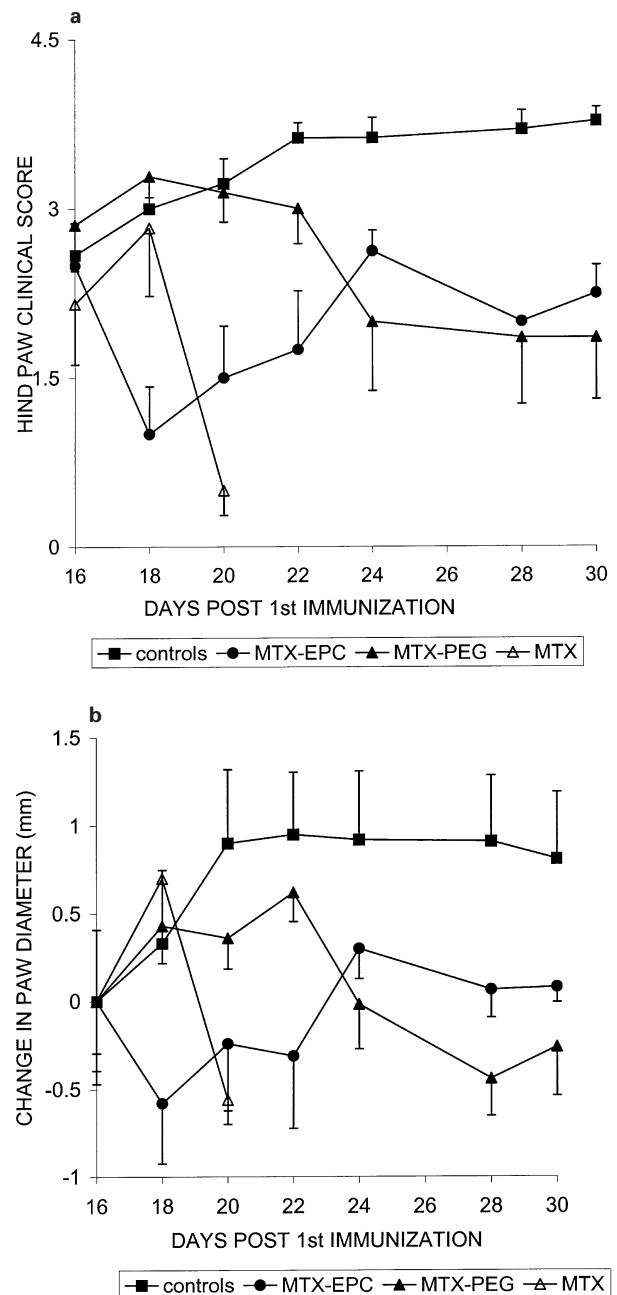 a
4.5
3
1.5
0
HIND PAW CLINICAL SCORE
16 18 20 22 24 26 28 30
DAYS POST 1st IMMUNIZATION
controls MTX-EPC MTX-PEG MTX
b
1.5
1
0.5
0
-0.5
-1
CHANGE IN PAW DIAMETER (mm)
16 18 20 22 24 26 28 30
DAYS POST 1st IMMUNIZATION
controls MTX-EPC MTX-PEG MTX